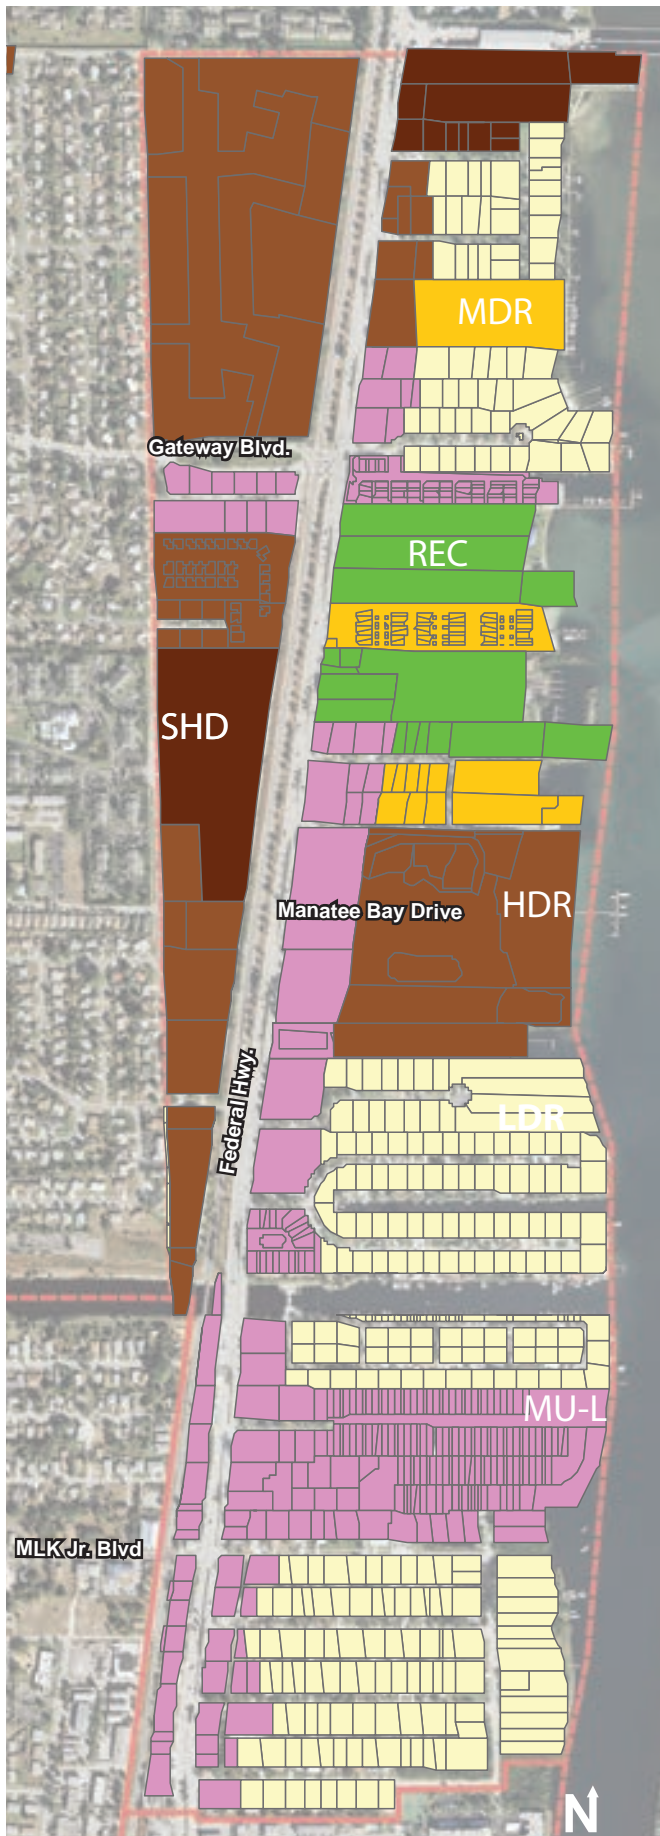 MDR
Gateway Blvd.
REC
SHD
HDR
Manatee Bay Drive
Federal Hwy.
LDR
MU-L
MLK Jr. Blvd
N